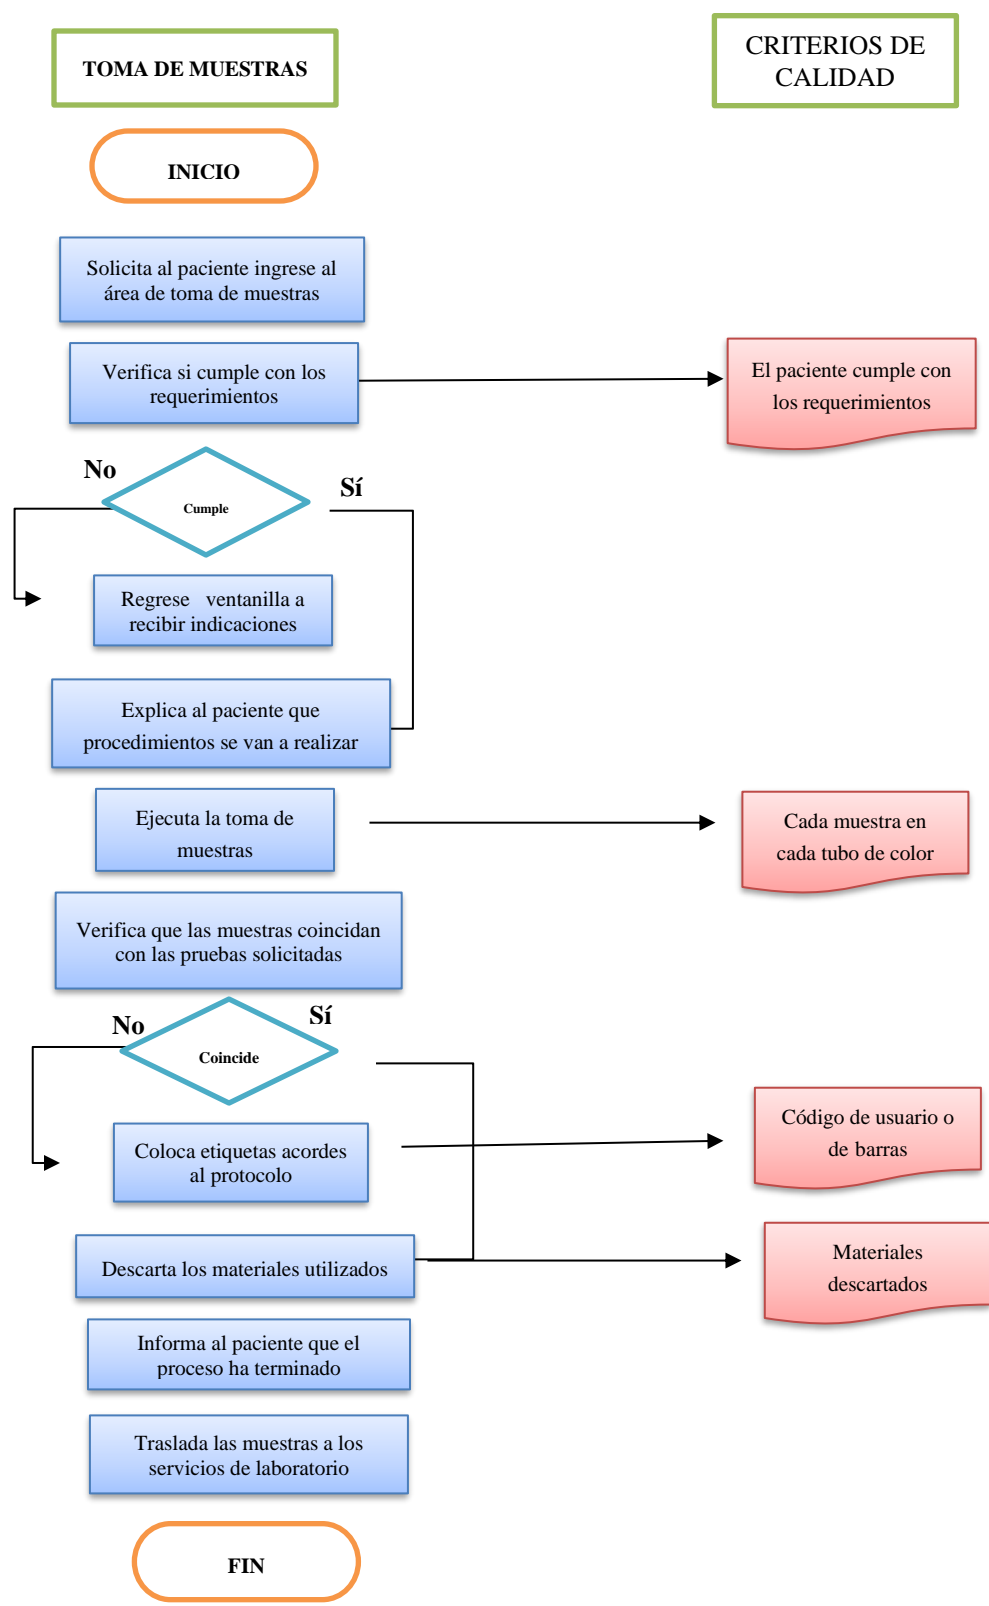 TOMA DE MUESTRAS
CRITERIOS DE
CALIDAD
INICIO
Solicita al paciente ingrese al
área de toma de muestras
Verifica si cumple con los
requerimientos
El paciente cumple con
los requerimientos
No
Sí
Cumple
Regrese ventanilla a
recibir indicaciones
Explica al paciente que
procedimientos se van a realizar
Ejecuta la toma de
muestras
Cada muestra en
cada tubo de color
Verifica que las muestras coincidan
con las pruebas solicitadas
No
Sí
Coincide
Coloca etiquetas acordes
al protocolo
Código de usuario o
de barras
Descarta los materiales utilizados
Materiales
descartados
Informa al paciente que el
proceso ha terminado
Traslada las muestras a los
servicios de laboratorio
FIN